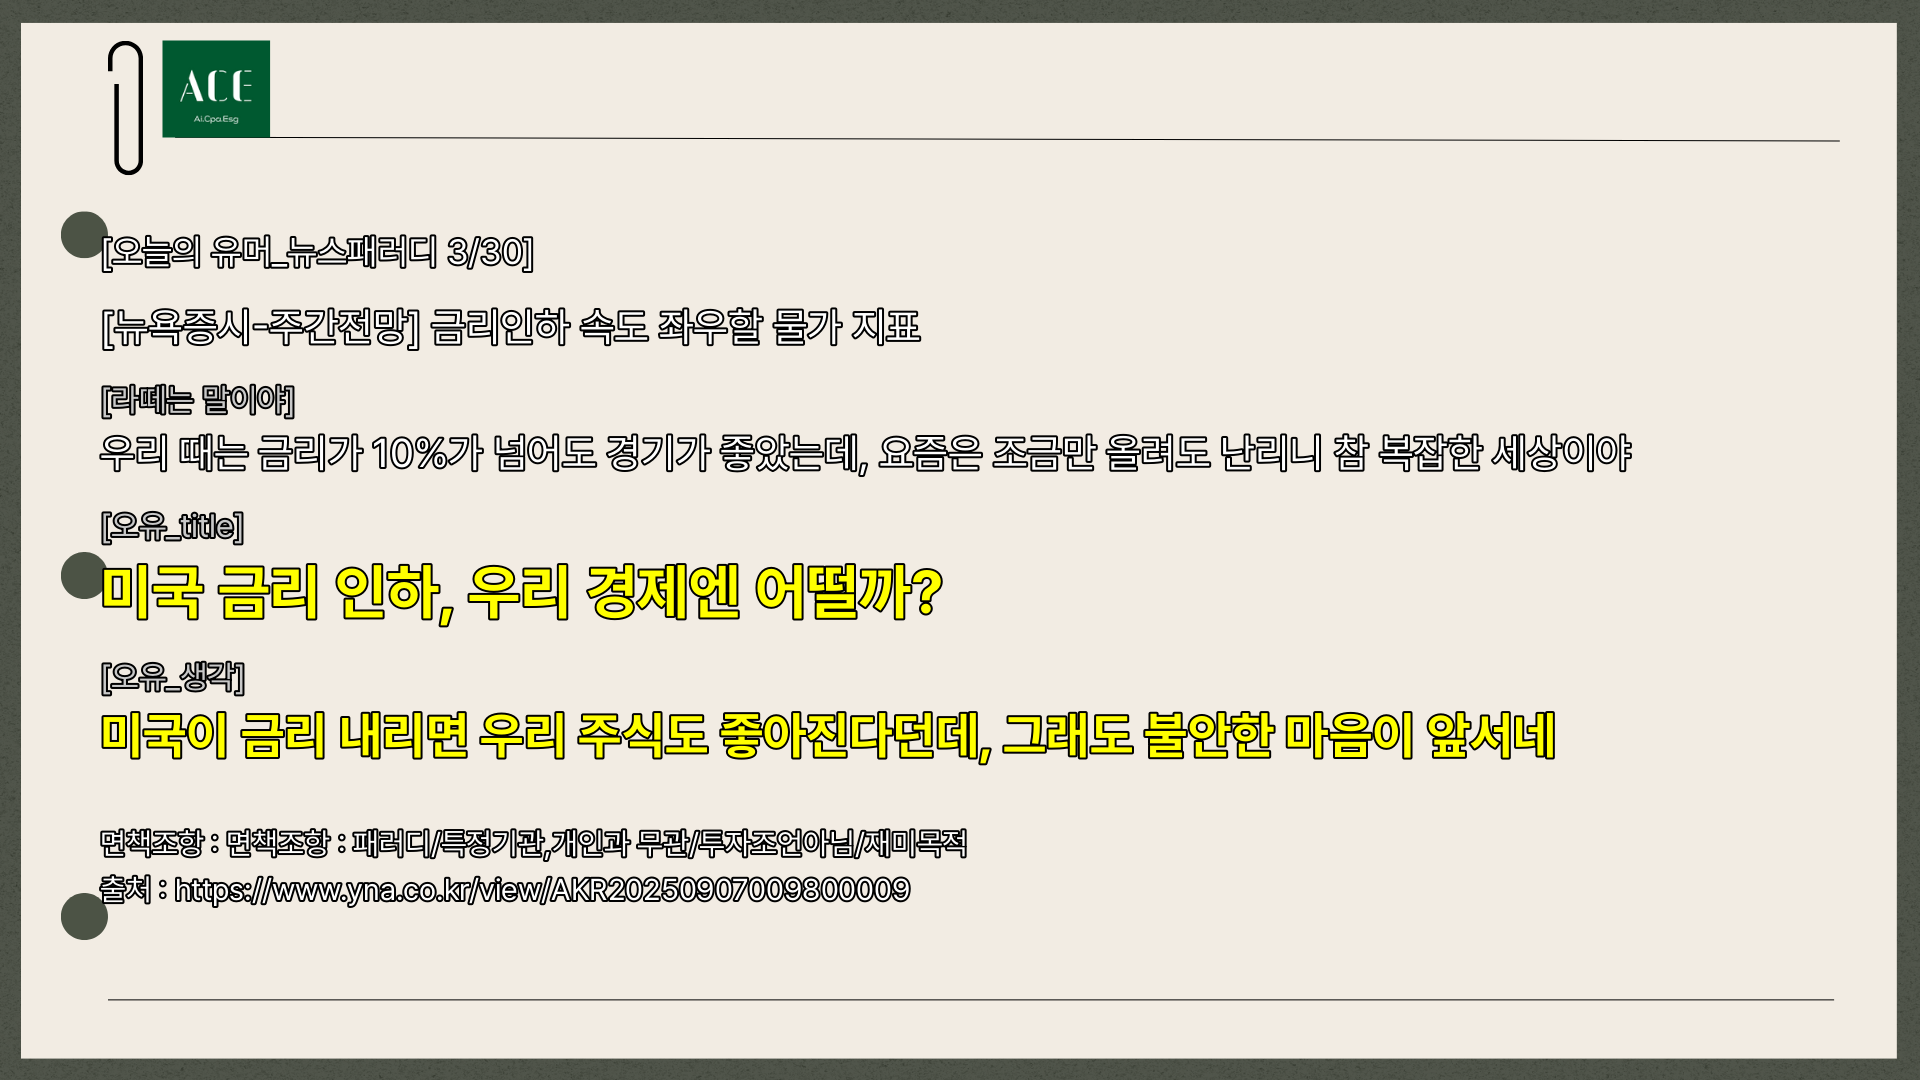 ACE
Ai.Cpa.Esg
[오늘의 유머_뉴스패러디 3/30]
[뉴욕증시-주간전망] 금리인하 속도 좌우할 물가 지표
[라떼는 말이야]
우리 때는 금리가 10%가 넘어도 경기가 좋았는데, 요즘은 조금만 올려도 난리니 참 복잡한 세상이야
[오유_title]
미국 금리 인하, 우리 경제엔 어떨까?
[오유_생각]
미국이 금리 내리면 우리 주식도 좋아진다던데, 그래도 불안한 마음이 앞서네
면책조항 : 면책조항 : 패러디/특정기관,개인과 무관/투자조언아님/재미목적
출처 : https://www.yna.co.kr/view/AKR20250907009800009